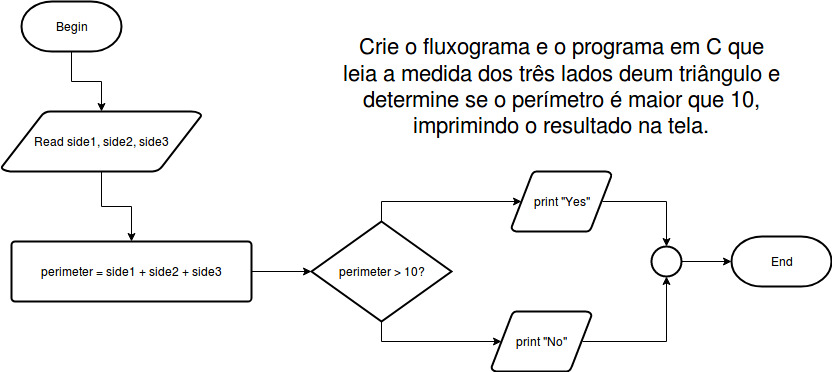 Begin
Crie o fluxograma e o programa em C que
leia a medida dos três lados deum triângulo e
determine se o perímetro é maior que 10,
imprimindo o resultado na tela.
Read side1, side2, side3
perimeter = side1 + side2 + side3
perimeter > 10?
print "Yes"
print "No"
End